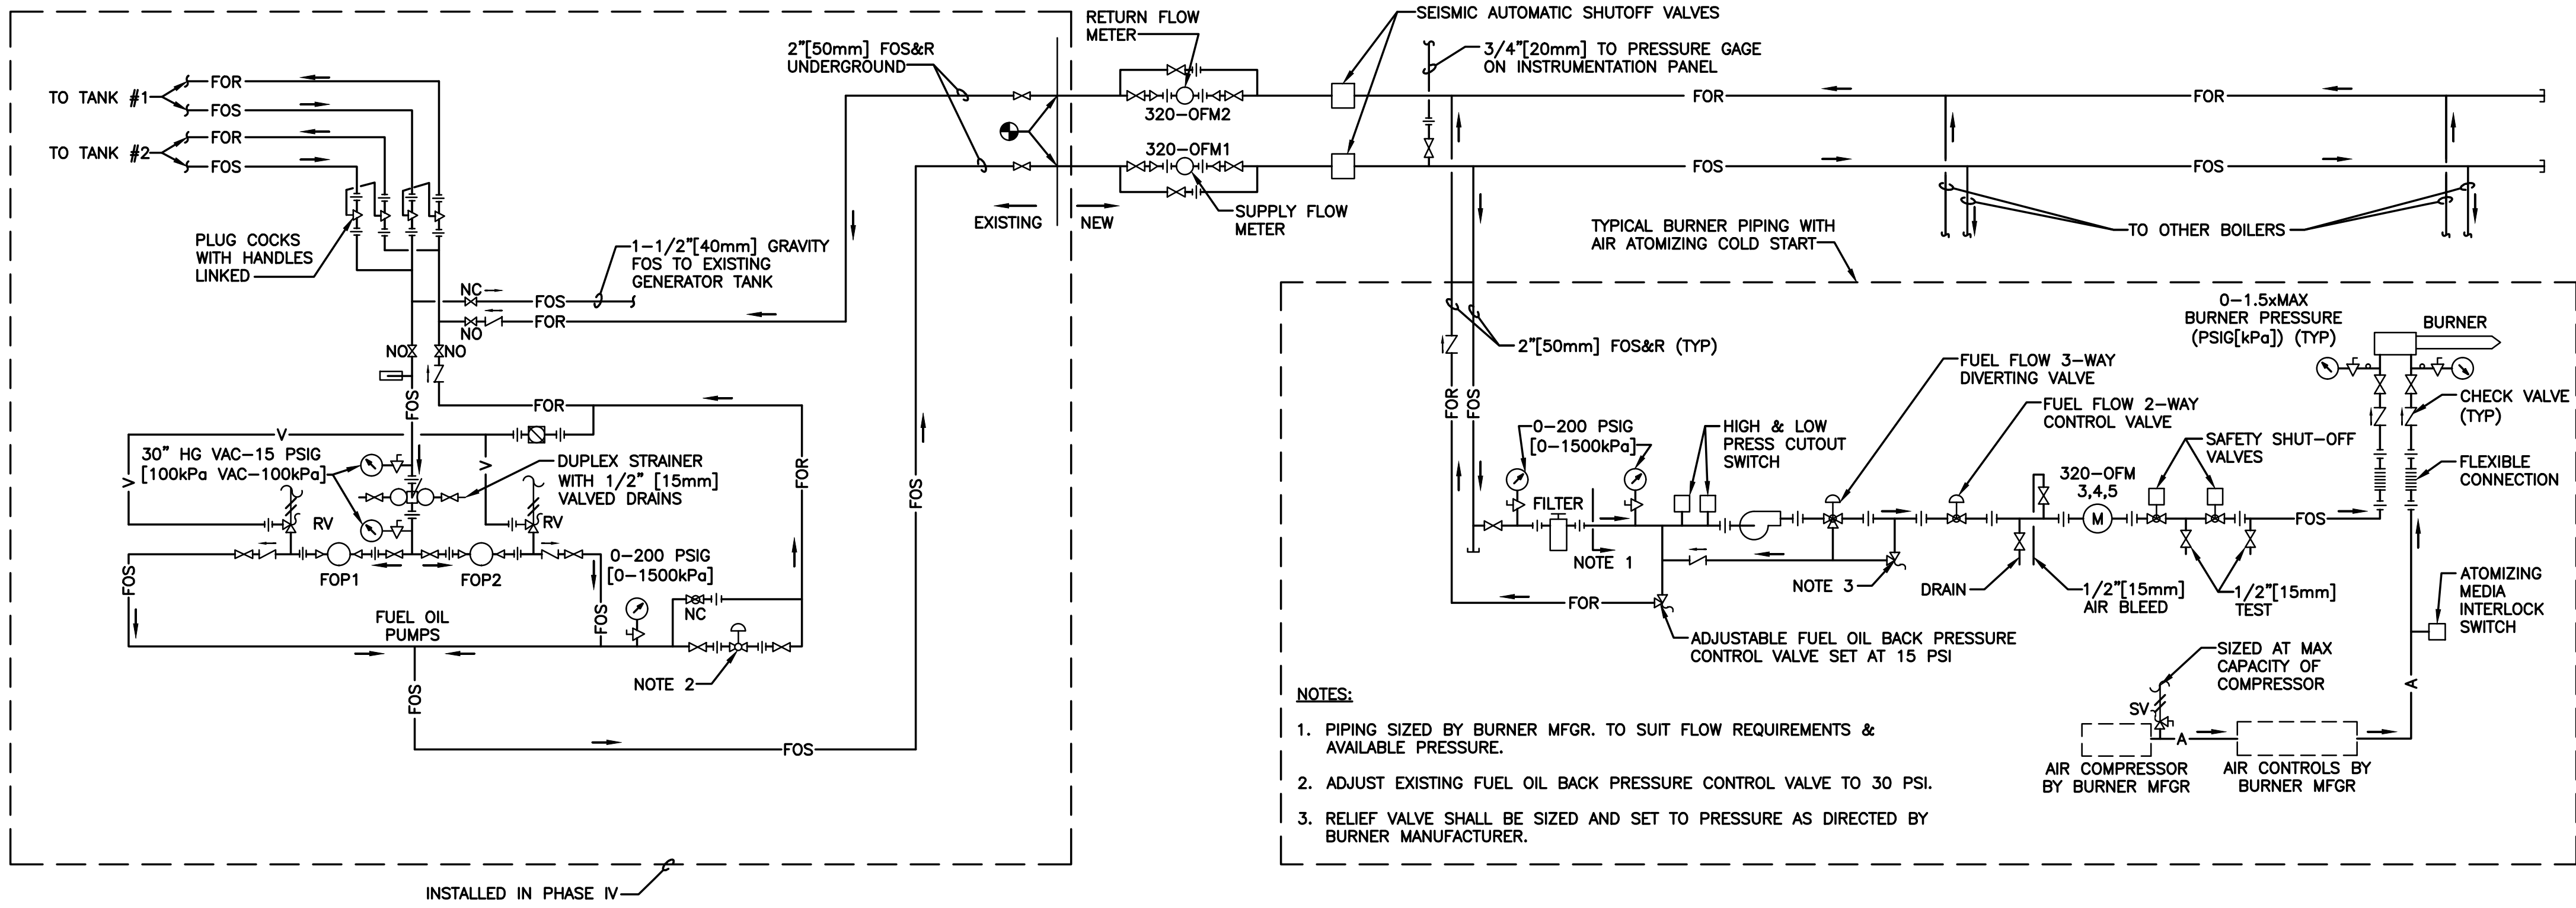 RETURN FLOW
METER
SEISMIC AUTOMATIC SHUTOFF VALVES
2"[50mm] FOS&R
UNDERGROUND
3/4"[20mm] TO PRESSURE GAGE
ON INSTRUMENTATION PANEL
TO TANK #1
FOR
FOS
TO TANK #2
FOR
FOS
320-OFM2
320-OFM1
FOR
FOR
FOS
FOS
EXISTING
NEW
SUPPLY FLOW
METER
TO OTHER BOILERS
PLUG COCKS
WITH HANDLES
LINKED
1-1/2"[40mm] GRAVITY
FOS TO EXISTING
GENERATOR TANK
NC
FOS
FOR
NO
NO
NO
TYPICAL BURNER PIPING WITH
AIR ATOMIZING COLD START
2"[50mm] FOS&R (TYP)
0-1.5xMAX
BURNER PRESSURE
(PSIG[kPa]) (TYP)
BURNER
FUEL FLOW 3-WAY
DIVERTING VALVE
FUEL FLOW 2-WAY
CONTROL VALVE
CHECK VALVE
(TYP)
SAFETY SHUT-OFF
VALVES
FLEXIBLE
CONNECTION
FOS
FOR
FOR
FOS
V
V
V
30" HG VAC-15 PSIG
[100kPa VAC-100kPa]
DUPLEX STRAINER
WITH 1/2" [15mm]
VALVED DRAINS
FOR
FOS
RV
RV
FOP1
FOP2
0-200 PSIG
[0-1500kPa]
FOS
FOS
NC
FUEL OIL
PUMPS
NOTE 2
FOS
FOS
0-200 PSIG
[0-1500kPa]
HIGH & LOW
PRESS CUTOUT
SWITCH
FILTER
NOTE 1
320-OFM
3,4,5
M
FOS
NOTE 3
DRAIN
1/2"[15mm]
AIR BLEED
1/2"[15mm]
TEST
ATOMIZING
MEDIA
INTERLOCK
SWITCH
FOR
ADJUSTABLE FUEL OIL BACK PRESSURE
CONTROL VALVE SET AT 15 PSI
SIZED AT MAX
CAPACITY OF
COMPRESSOR
SV
A
A
AIR COMPRESSOR
BY BURNER MFGR
AIR CONTROLS BY
BURNER MFGR
NOTES:
1. PIPING SIZED BY BURNER MFGR. TO SUIT FLOW REQUIREMENTS &
AVAILABLE PRESSURE.
2. ADJUST EXISTING FUEL OIL BACK PRESSURE CONTROL VALVE TO 30 PSI.
3. RELIEF VALVE SHALL BE SIZED AND SET TO PRESSURE AS DIRECTED BY
BURNER MANUFACTURER.
INSTALLED IN PHASE IV